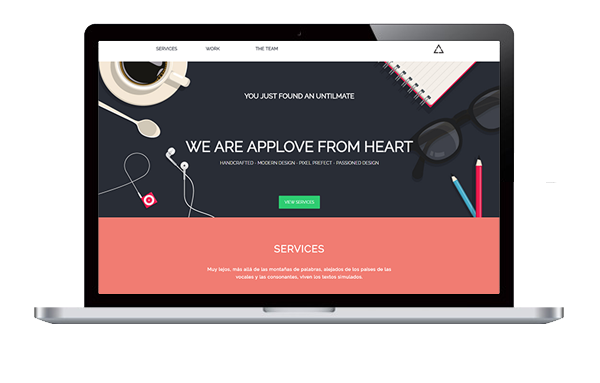 SERVICES WORK THE TEAM
YOU JUST FOUND AN UNTILMATE
WE ARE APPLOVE FROM HEART
HANDCRAFTED - MODERN DESIGN - PIXEL PREFECT - PASSIONED DESIGN
VIEW SERVICES
SERVICES
Muy lejos, más allá de las montañas de palabras, alejados de los países de las
vocales y las consonantes, viven los textos simulados.